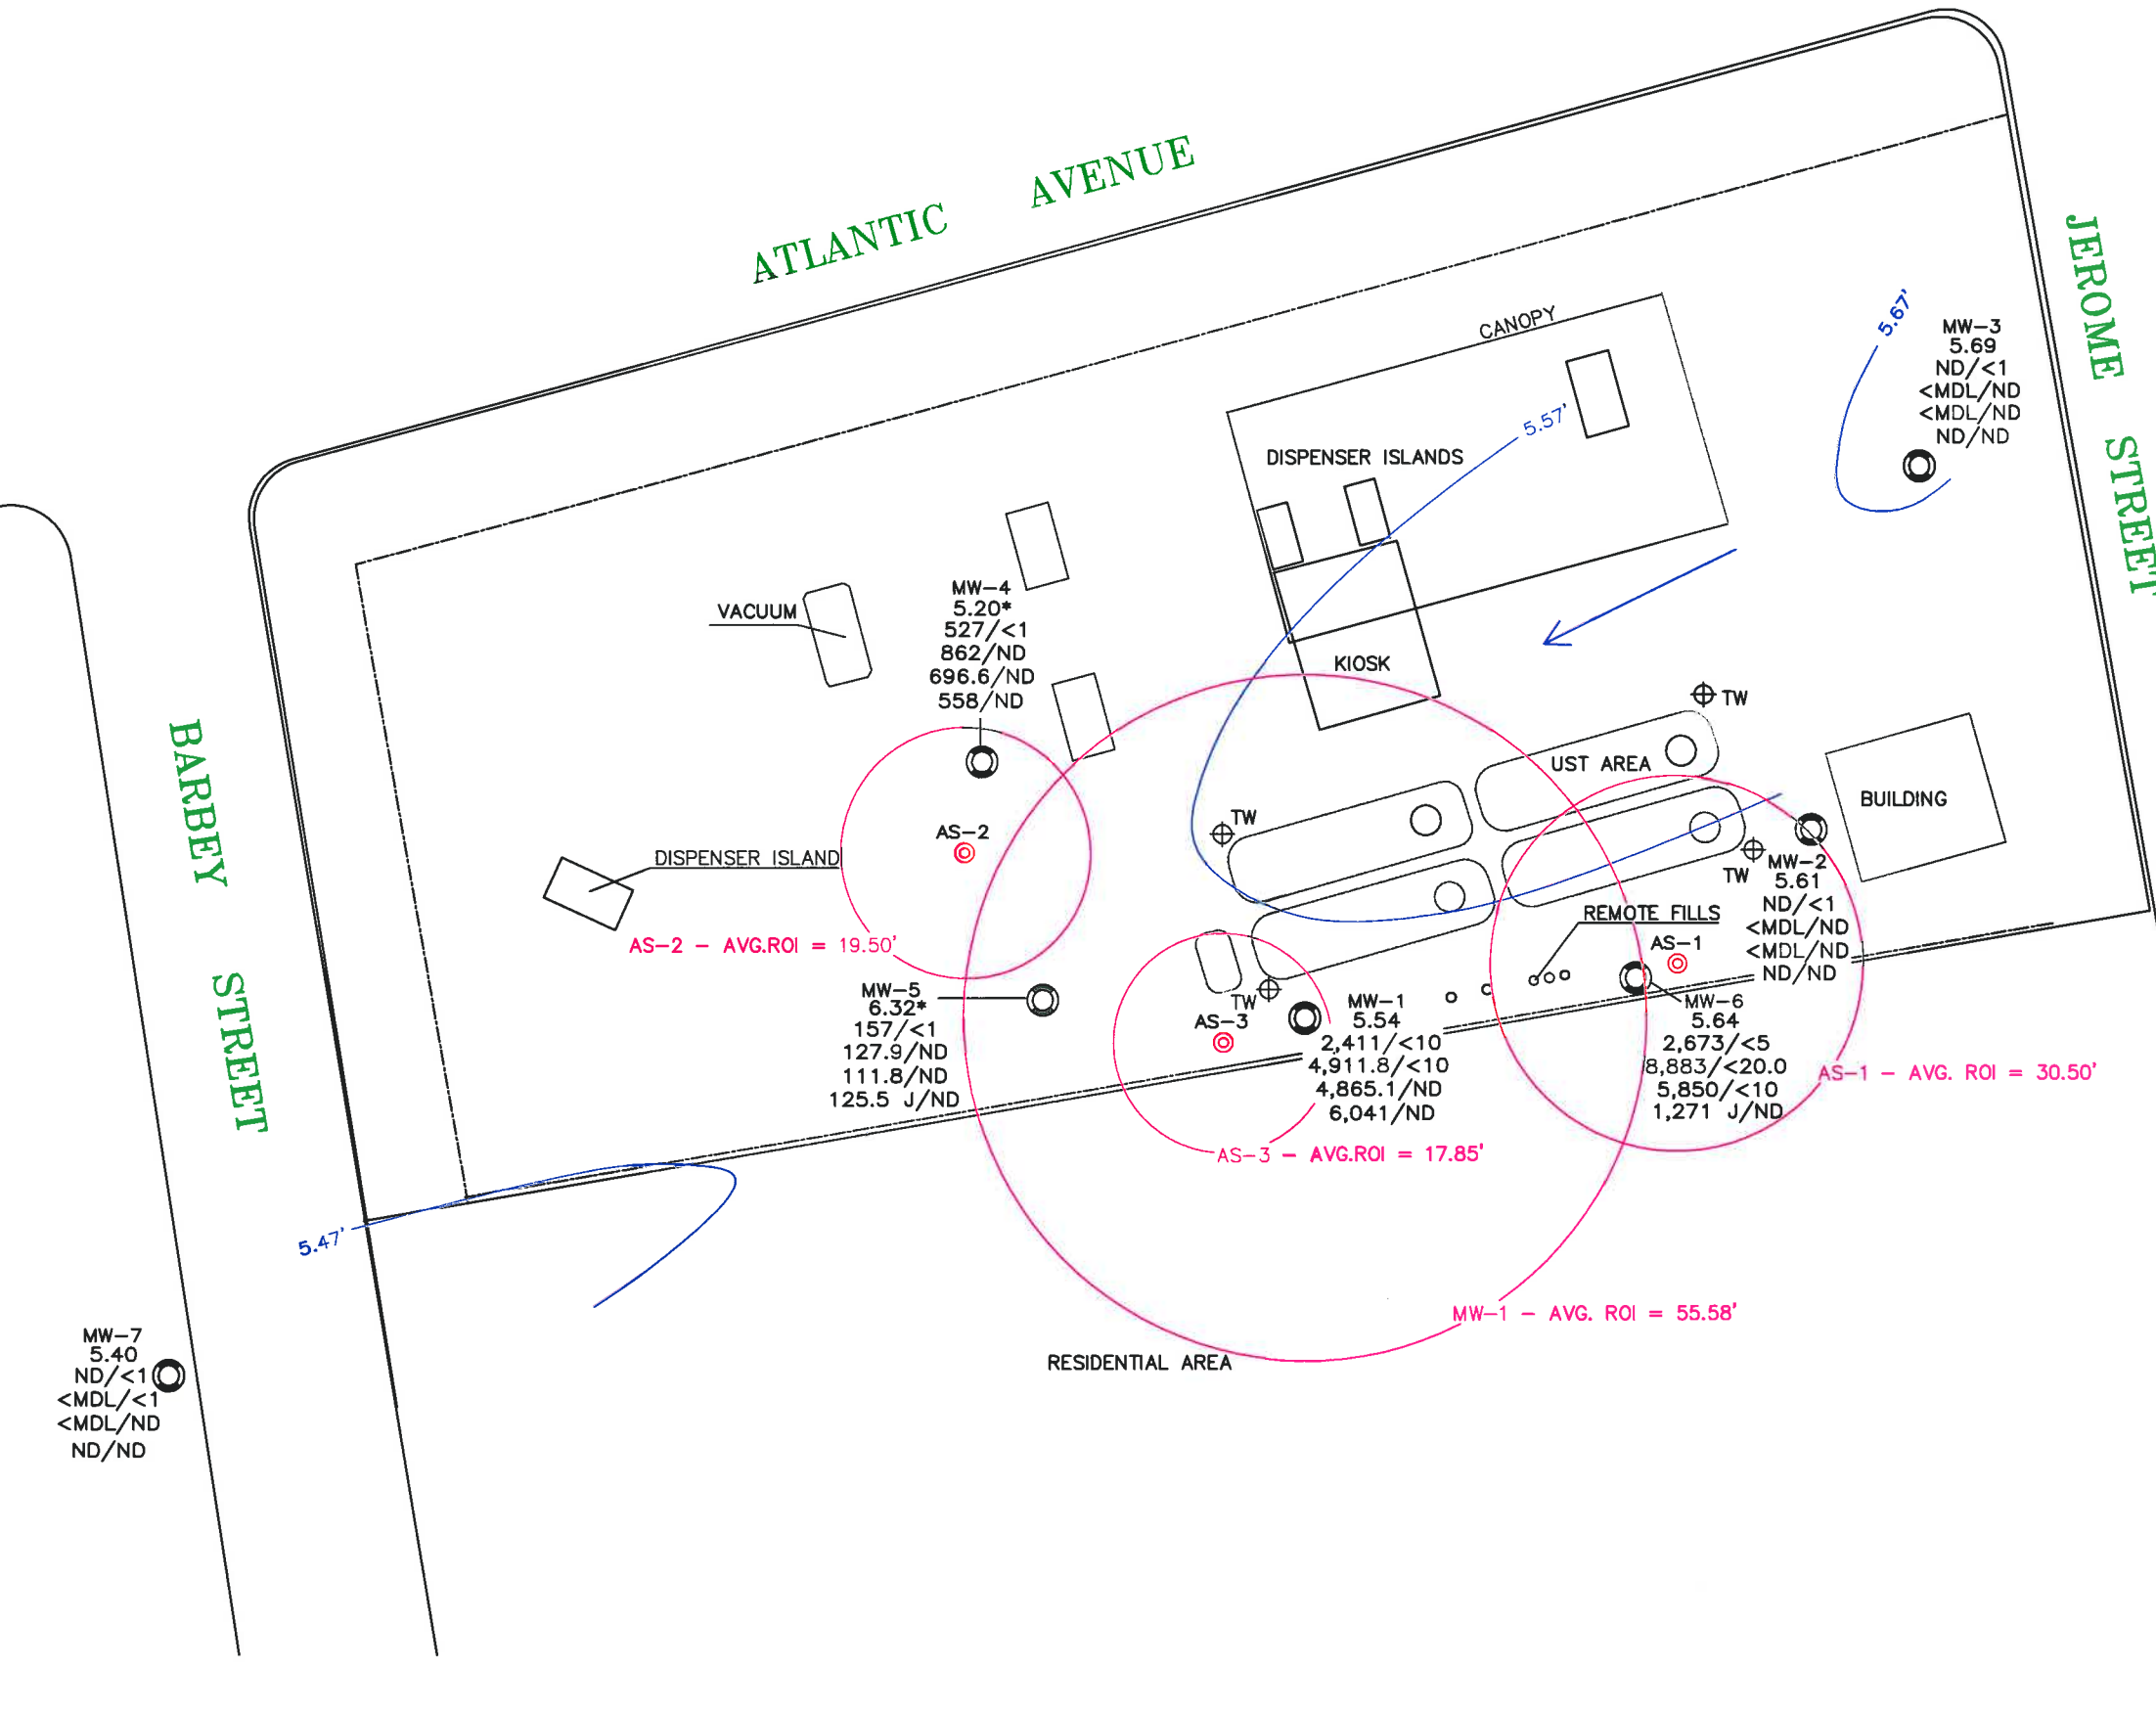 ATLANTIC AVENUE
JEROME STREET
BARBEY STREET
CANOPY
5.67'
MW-3
5.69
ND/<1
<MDL/ND
<MDL/ND
ND/ND
5.57'
DISPENSER ISLANDS
MW-4
5.20*
527/<1
862/ND
696.6/ND
558/ND
VACUUM
KIOSK
TW
UST AREA
BUILDING
TW
AS-2
DISPENSER ISLAND
TW
MW-2
5.61
ND/<1
<MDL/ND
<MDL/ND
ND/ND
REMOTE FILLS
AS-1
AS-2 - AVG.ROI = 19.50'
MW-5
6.32*
157/<1
127.9/ND
111.8/ND
125.5 J/ND
TW
AS-3
MW-1
5.54
2,411/<10
4,911.8/<10
4,865.1/ND
6,041/ND
MW-6
5.64
2,673/<5
8,883/<20.0
5,850/<10
1,271 J/ND
AS-1 - AVG. ROI = 30.50'
AS-3 - AVG.ROI = 17.85'
5.47'
MW-1 - AVG. ROI = 55.58'
RESIDENTIAL AREA
MW-7
5.40
ND/<1
<MDL/<1
<MDL/ND
ND/ND